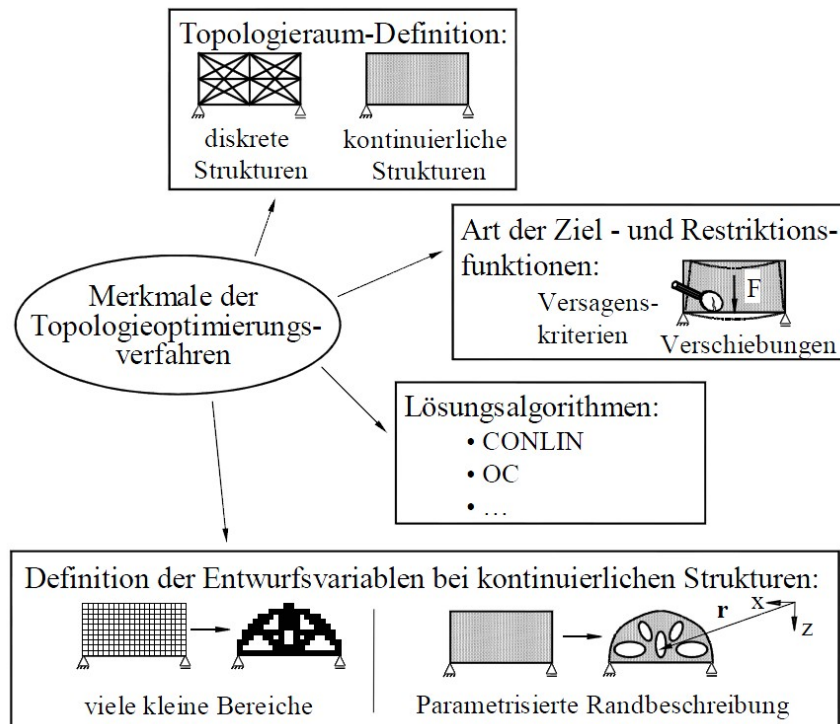 Topologieraum-Definition:
diskrete
Strukturen
kontinuierliche
Strukturen
Art der Ziel - und Restriktions-
funktionen:
F
Versagens-
kriterien
Verschiebungen
Merkmale der
Topologieoptimierungs-
verfahren
Lösungsalgorithmen:
• CONLIN
• OC
• …
Definition der Entwurfsvariablen bei kontinuierlichen Strukturen:
r
x
z
viele kleine Bereiche
Parametrisierte Randbeschreibung